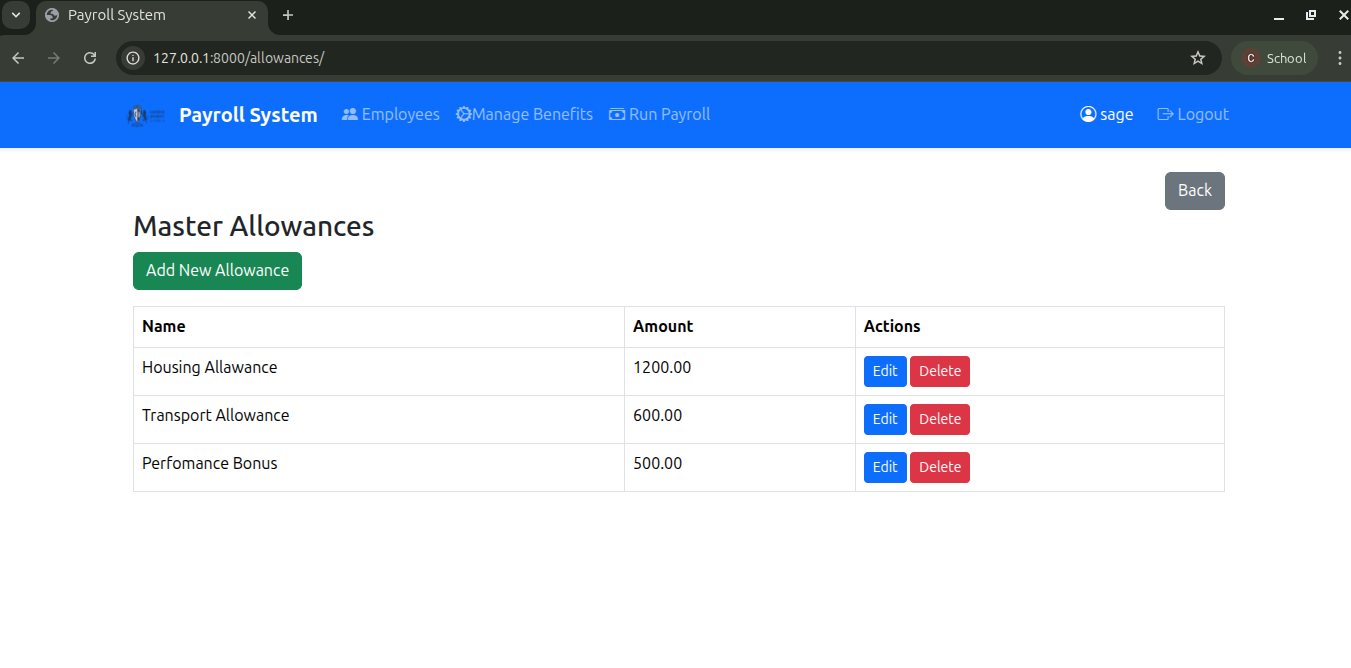 Payroll System
127.0.0.1:8000/allowances/
C School
Payroll System Employees Manage Benefits Run Payroll sage Logout
Back
Master Allowances
Add New Allowance
Name Amount Actions
Housing Allawance 1200.00 Edit Delete
Transport Allowance 600.00 Edit Delete
Perfomance Bonus 500.00 Edit Delete